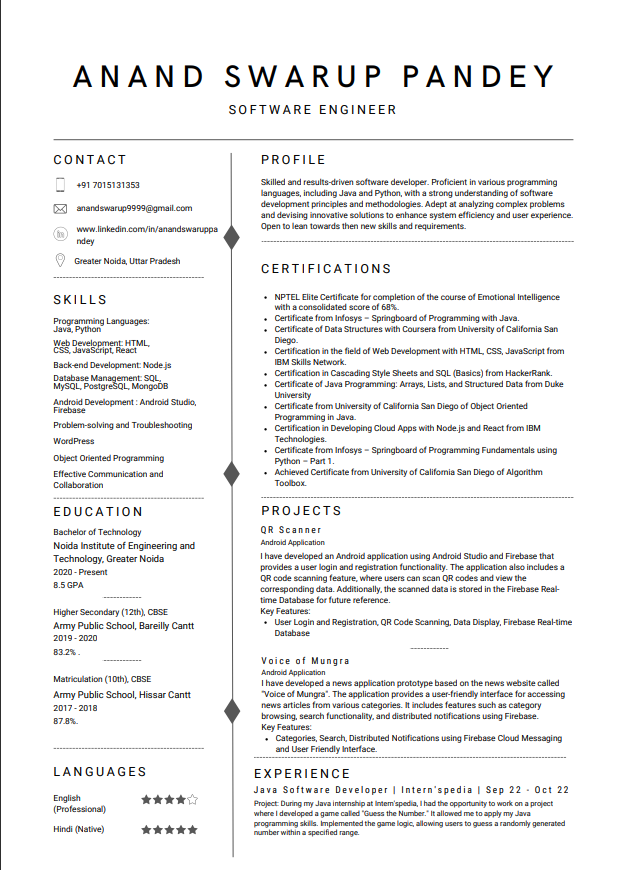 ANAND SWARUP PANDEY
SOFTWARE ENGINEER
CONTACT
+91 7015131353
anandswarup9999@gmail.com
www.linkedin.com/in/anandswaruppa
ndey
Greater Noida, Uttar Pradesh
SKILLS
Programming Languages:
Java, Python
Web Development: HTML,
CSS, JavaScript, React
Back-end Development: Node.js
Database Management: SQL,
MySQL, PostgreSQL, MongoDB
Android Development : Android Studio,
Firebase
Problem-solving and Troubleshooting
WordPress
Object Oriented Programming
Effective Communication and
Collaboration
EDUCATION
Bachelor of Technology
Noida Institute of Engineering and
Technology, Greater Noida
2020 - Present
8.5 GPA
Higher Secondary (12th), CBSE
Army Public School, Bareilly Cantt
2019 - 2020
83.2% .
Matriculation (10th), CBSE
Army Public School, Hissar Cantt
2017 - 2018
87.8%.
LANGUAGES
English
(Professional)
Hindi (Native)
PROFILE
Skilled and results-driven software developer. Proficient in various programming
languages, including Java and Python, with a strong understanding of software
development principles and methodologies. Adept at analyzing complex problems
and devising innovative solutions to enhance system efficiency and user experience.
Open to lean towards then new skills and requirements.
CERTIFICATIONS
• NPTEL Elite Certificate for completion of the course of Emotional Intelligence
with a consolidated score of 68%.
• Certificate from Infosys – Springboard of Programming with Java.
• Certificate of Data Structures with Coursera from University of California San
Diego.
• Certification in the field of Web Development with HTML, CSS, JavaScript from
IBM Skills Network.
• Certification in Cascading Style Sheets and SQL (Basics) from HackerRank.
• Certificate of Java Programming: Arrays, Lists, and Structured Data from Duke
University
• Certificate from University of California San Diego of Object Oriented
Programming in Java.
• Certification in Developing Cloud Apps with Node.js and React from IBM
Technologies.
• Certificate from Infosys – Springboard of Programming Fundamentals using
Python – Part 1.
• Achieved Certificate from University of California San Diego of Algorithm
Toolbox.
PROJECTS
QR Scanner
Android Application
I have developed an Android application using Android Studio and Firebase that
provides a user login and registration functionality. The application also includes a
QR code scanning feature, where users can scan QR codes and view the
corresponding data. Additionally, the scanned data is stored in the Firebase Real-
time Database for future reference.
Key Features:
• User Login and Registration, QR Code Scanning, Data Display, Firebase Real-time
Database
Voice of Mungra
Android Application
I have developed a news application prototype based on the news website called
"Voice of Mungra". The application provides a user-friendly interface for accessing
news articles from various categories. It includes features such as category
browsing, search functionality, and distributed notifications using Firebase.
Key Features:
• Categories, Search, Distributed Notifications using Firebase Cloud Messaging
and User Friendly Interface.
EXPERIENCE
Java Software Developer | Intern'spedia | Sep 22 - Oct 22
Project: During my Java internship at Intern'spedia, I had the opportunity to work on a project
where I developed a game called "Guess the Number." It allowed me to apply my Java
programming skills. Implemented the game logic, allowing users to guess a randomly generated
number within a specified range.